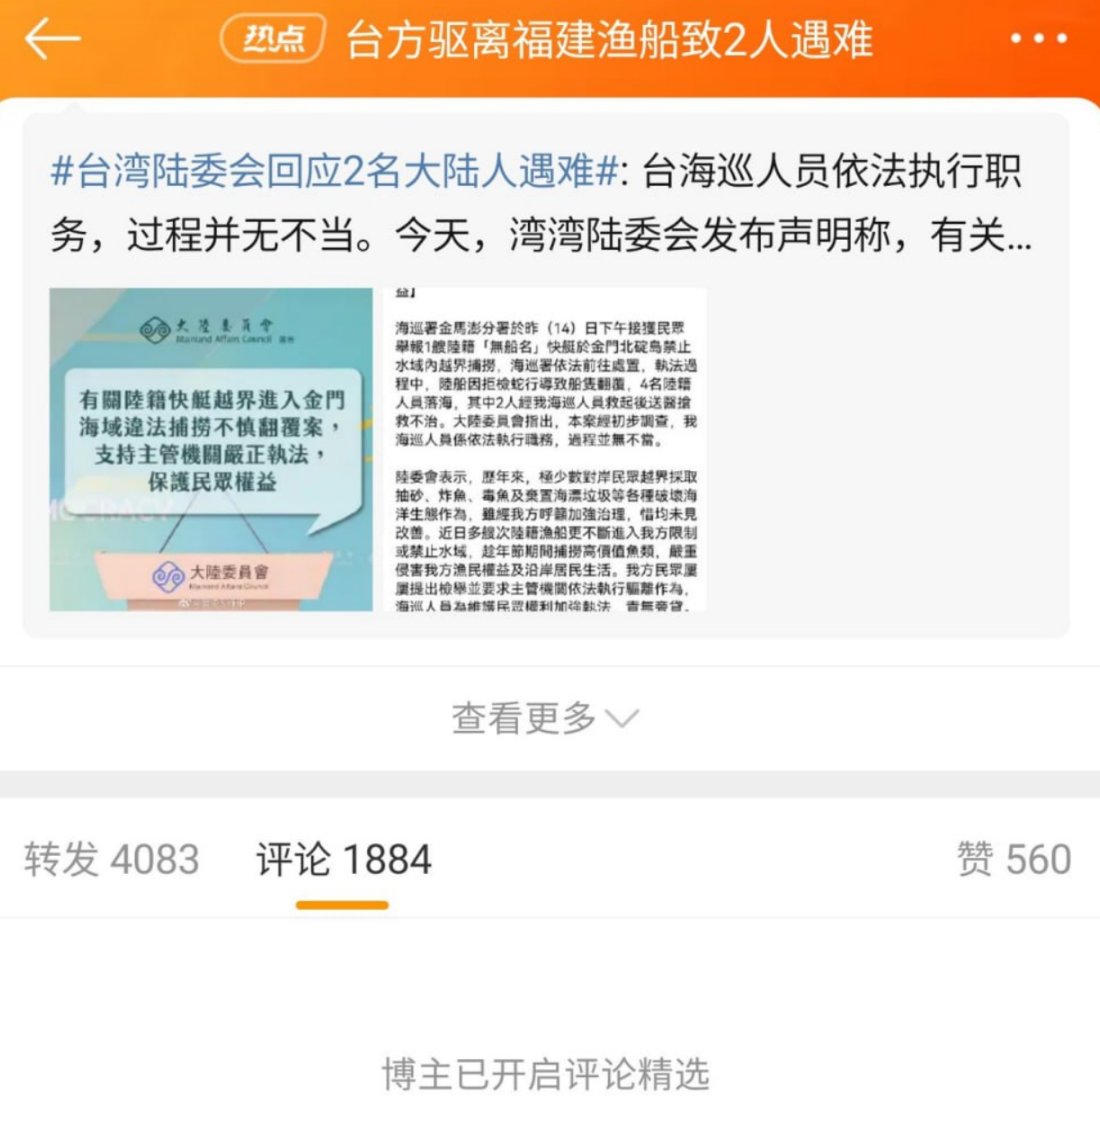 热点 台方驱离福建渔船致2人遇难
#台湾陆委会回应2名大陆人遇难#: 台海巡人员依法执行职
务，过程并无不当。今天，湾湾陆委会发布声明称，有关...
大陸委員會
Mainland Affairs Council
有關陸籍快艇越界進入金門
海域違法捕撈不慎翻覆案，
支持主管機關嚴正執法，
保護民眾權益
MOCRACY
大陸委員會
Mainland Affairs Council
益】
海巡署金馬澎分署於昨（14）日下午接獲民眾
舉報1艘陸籍「無船名」快艇於金門北碇島禁止
水域內越界捕撈，海巡署依法前往處置，執法過
程中，陸船因拒檢蛇行導致船隻翻覆，4名陸籍
人員落海，其中2人經我海巡人員救起後送醫搶
救不治。大陸委員會指出，本案經初步調查，我
海巡人員係依法執行職務，過程並無不當。
陸委會表示，歷年來，極少數對岸民眾越界採取
抽砂、炸魚、毒魚及棄置海漂垃圾等各種破壞海
洋生態作為，雖經我方呼籲加強治理，惜均未見
改善。近日多艘次陸籍漁船更不斷進入我方限制
或禁止水域，趁年節期間捕撈高價值魚類，嚴重
侵害我方漁民權益及沿岸居民生活。我方民眾屢
屢提出檢舉並要求主管機關依法執行驅離作為，
海巡人員為維護民眾權利加強執法，責無旁貸。
查看更多
转发 4083 评论 1884 赞 560
博主已开启评论精选